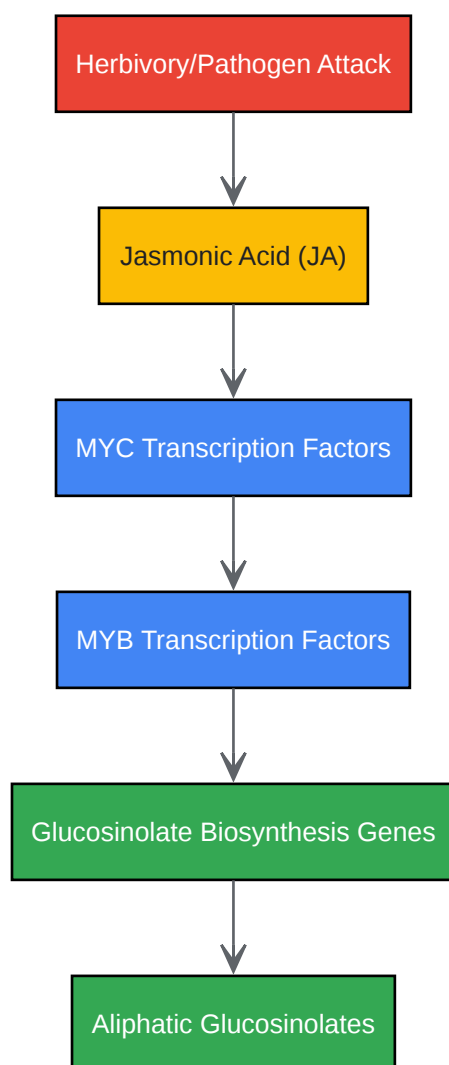 Herbivory/Pathogen Attack
Jasmonic Acid (JA)
MYC Transcription Factors
MYB Transcription Factors
Glucosinolate Biosynthesis Genes
Aliphatic Glucosinolates